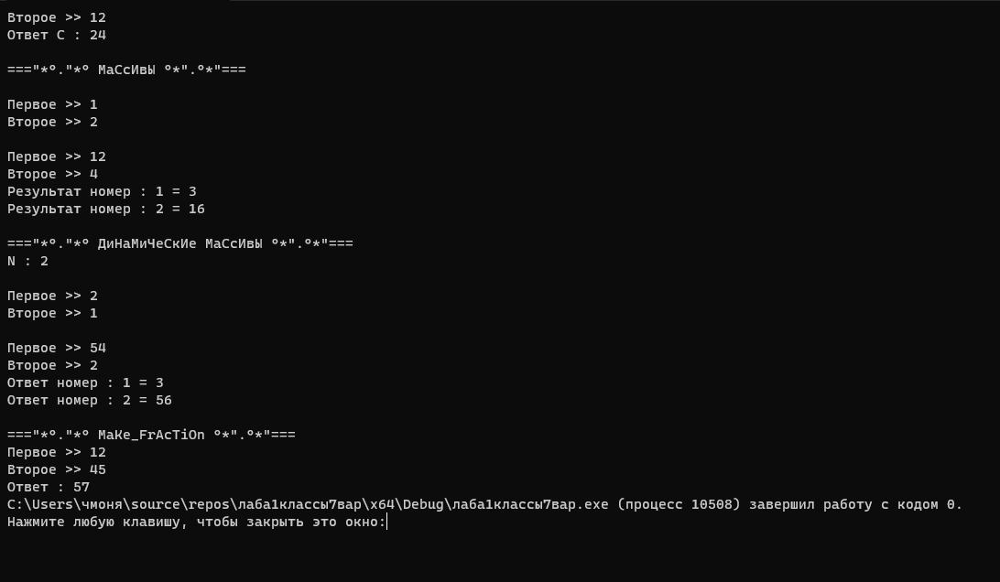 Второе >> 12
Ответ C : 24
==="*°."*° МаСсИвЫ °*".°*"===
Первое >> 1
Второе >> 2
Первое >> 12
Второе >> 4
Результат номер : 1 = 3
Результат номер : 2 = 16
==="*°."*° ДиНаМиЧеСкИе МаСсИвЫ °*".°*"===
N : 2
Первое >> 2
Второе >> 1
Первое >> 54
Второе >> 2
Ответ номер : 1 = 3
Ответ номер : 2 = 56
==="*°."*° MaKe_FrAcTiOn °*".°*"===
Первое >> 12
Второе >> 45
Ответ : 57
C:\Users\чмоня\source\repos\лаба1классы7вар\x64\Debug\лаба1классы7вар.exe (процесс 10508) завершил работу с кодом 0.
Нажмите любую клавишу, чтобы закрыть это окно: